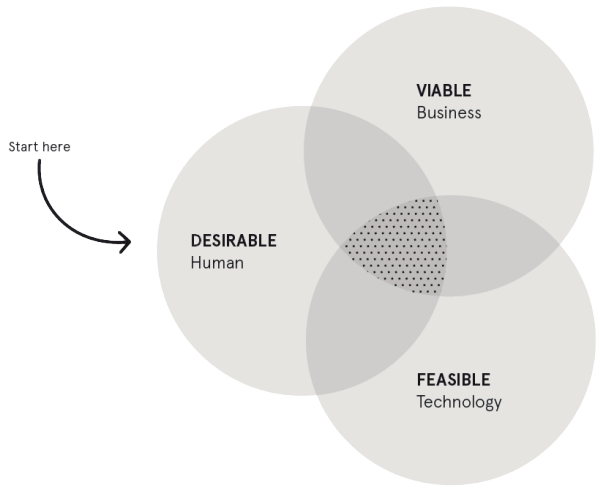 VIABLE
Business
Start here
DESIRABLE
Human
FEASIBLE
Technology